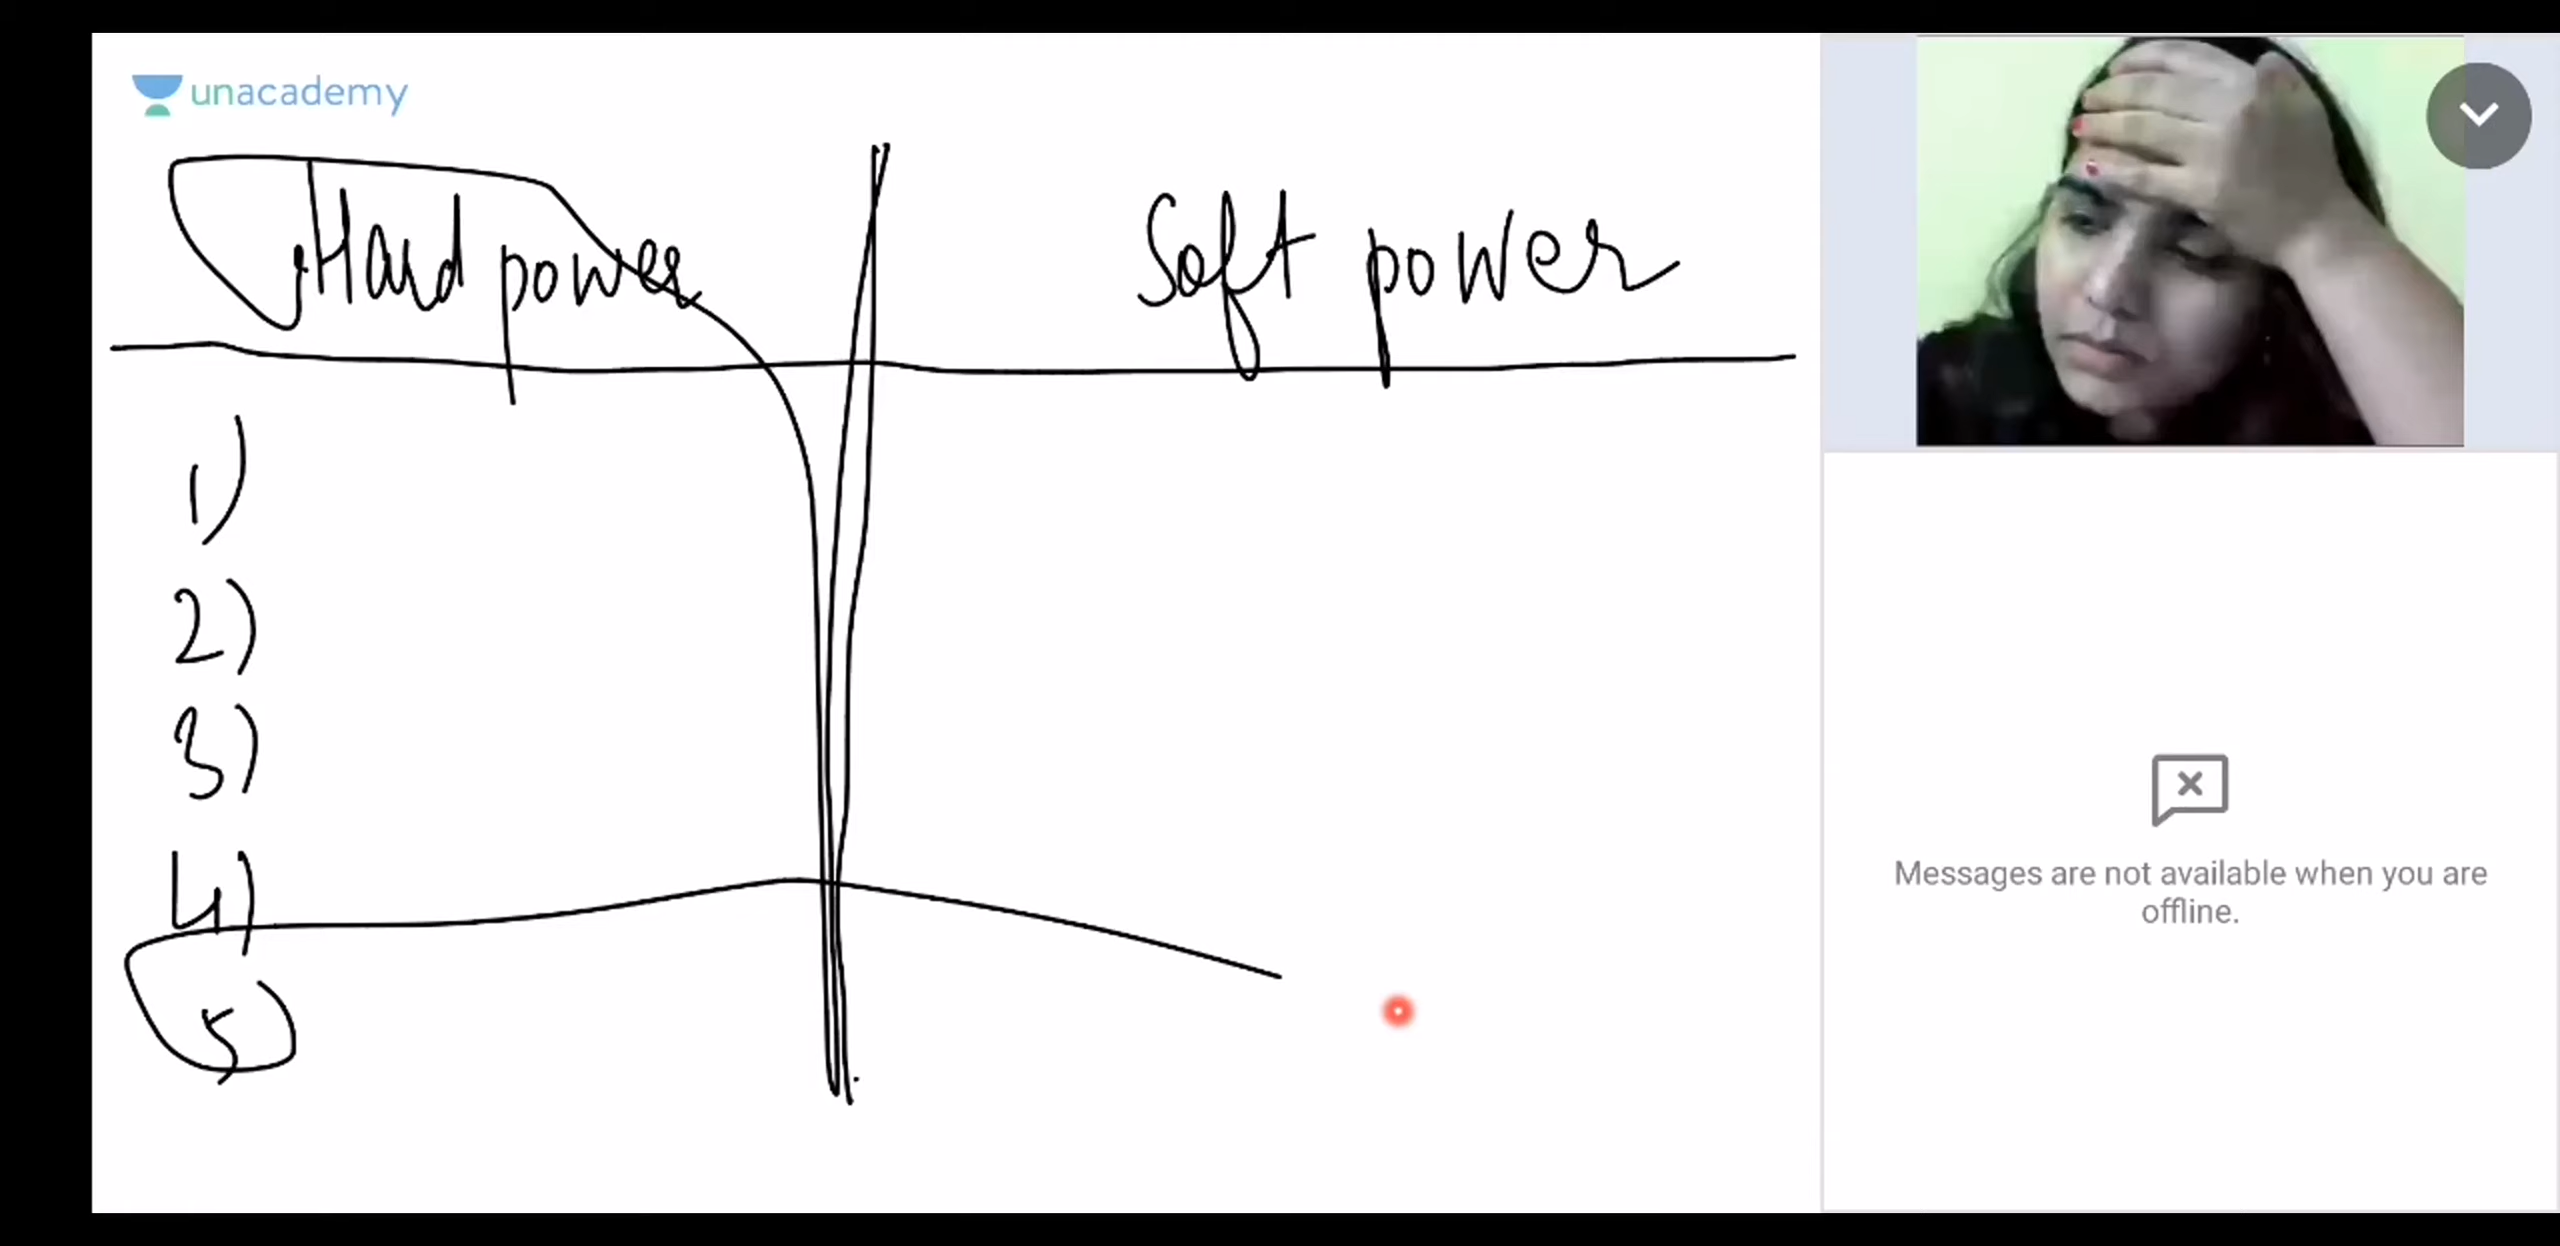 unacademy
Hard power
Soft power
1)
2)
3)
4)
5)
Messages are not available when you are
offline.